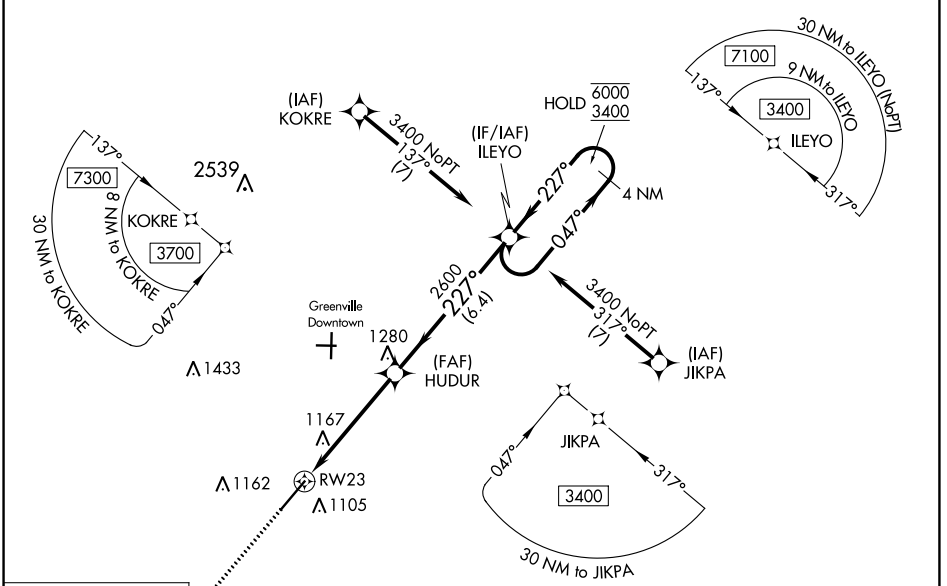 30 NM to ILEYO (NoPT)
7100
9 NM to ILEYO
137°
3400
ILEYO
317°
(IAF)
KOKRE
3400 NoPT
137°
(7)
(IF/IAF)
ILEYO
HOLD 6000
3400
227°
047°
4 NM
137°
7300
2539
KOKRE
8 NM to KOKRE
3700
30 NM to KOKRE
047°
2600
227°
(6.4)
3400 NoPT
317°
(7)
(IAF)
JIKPA
Greenville
Downtown
1280
(FAF)
HUDUR
1433
1167
RW23
1162
1105
JIKPA
047°
317°
3400
30 NM to JIKPA